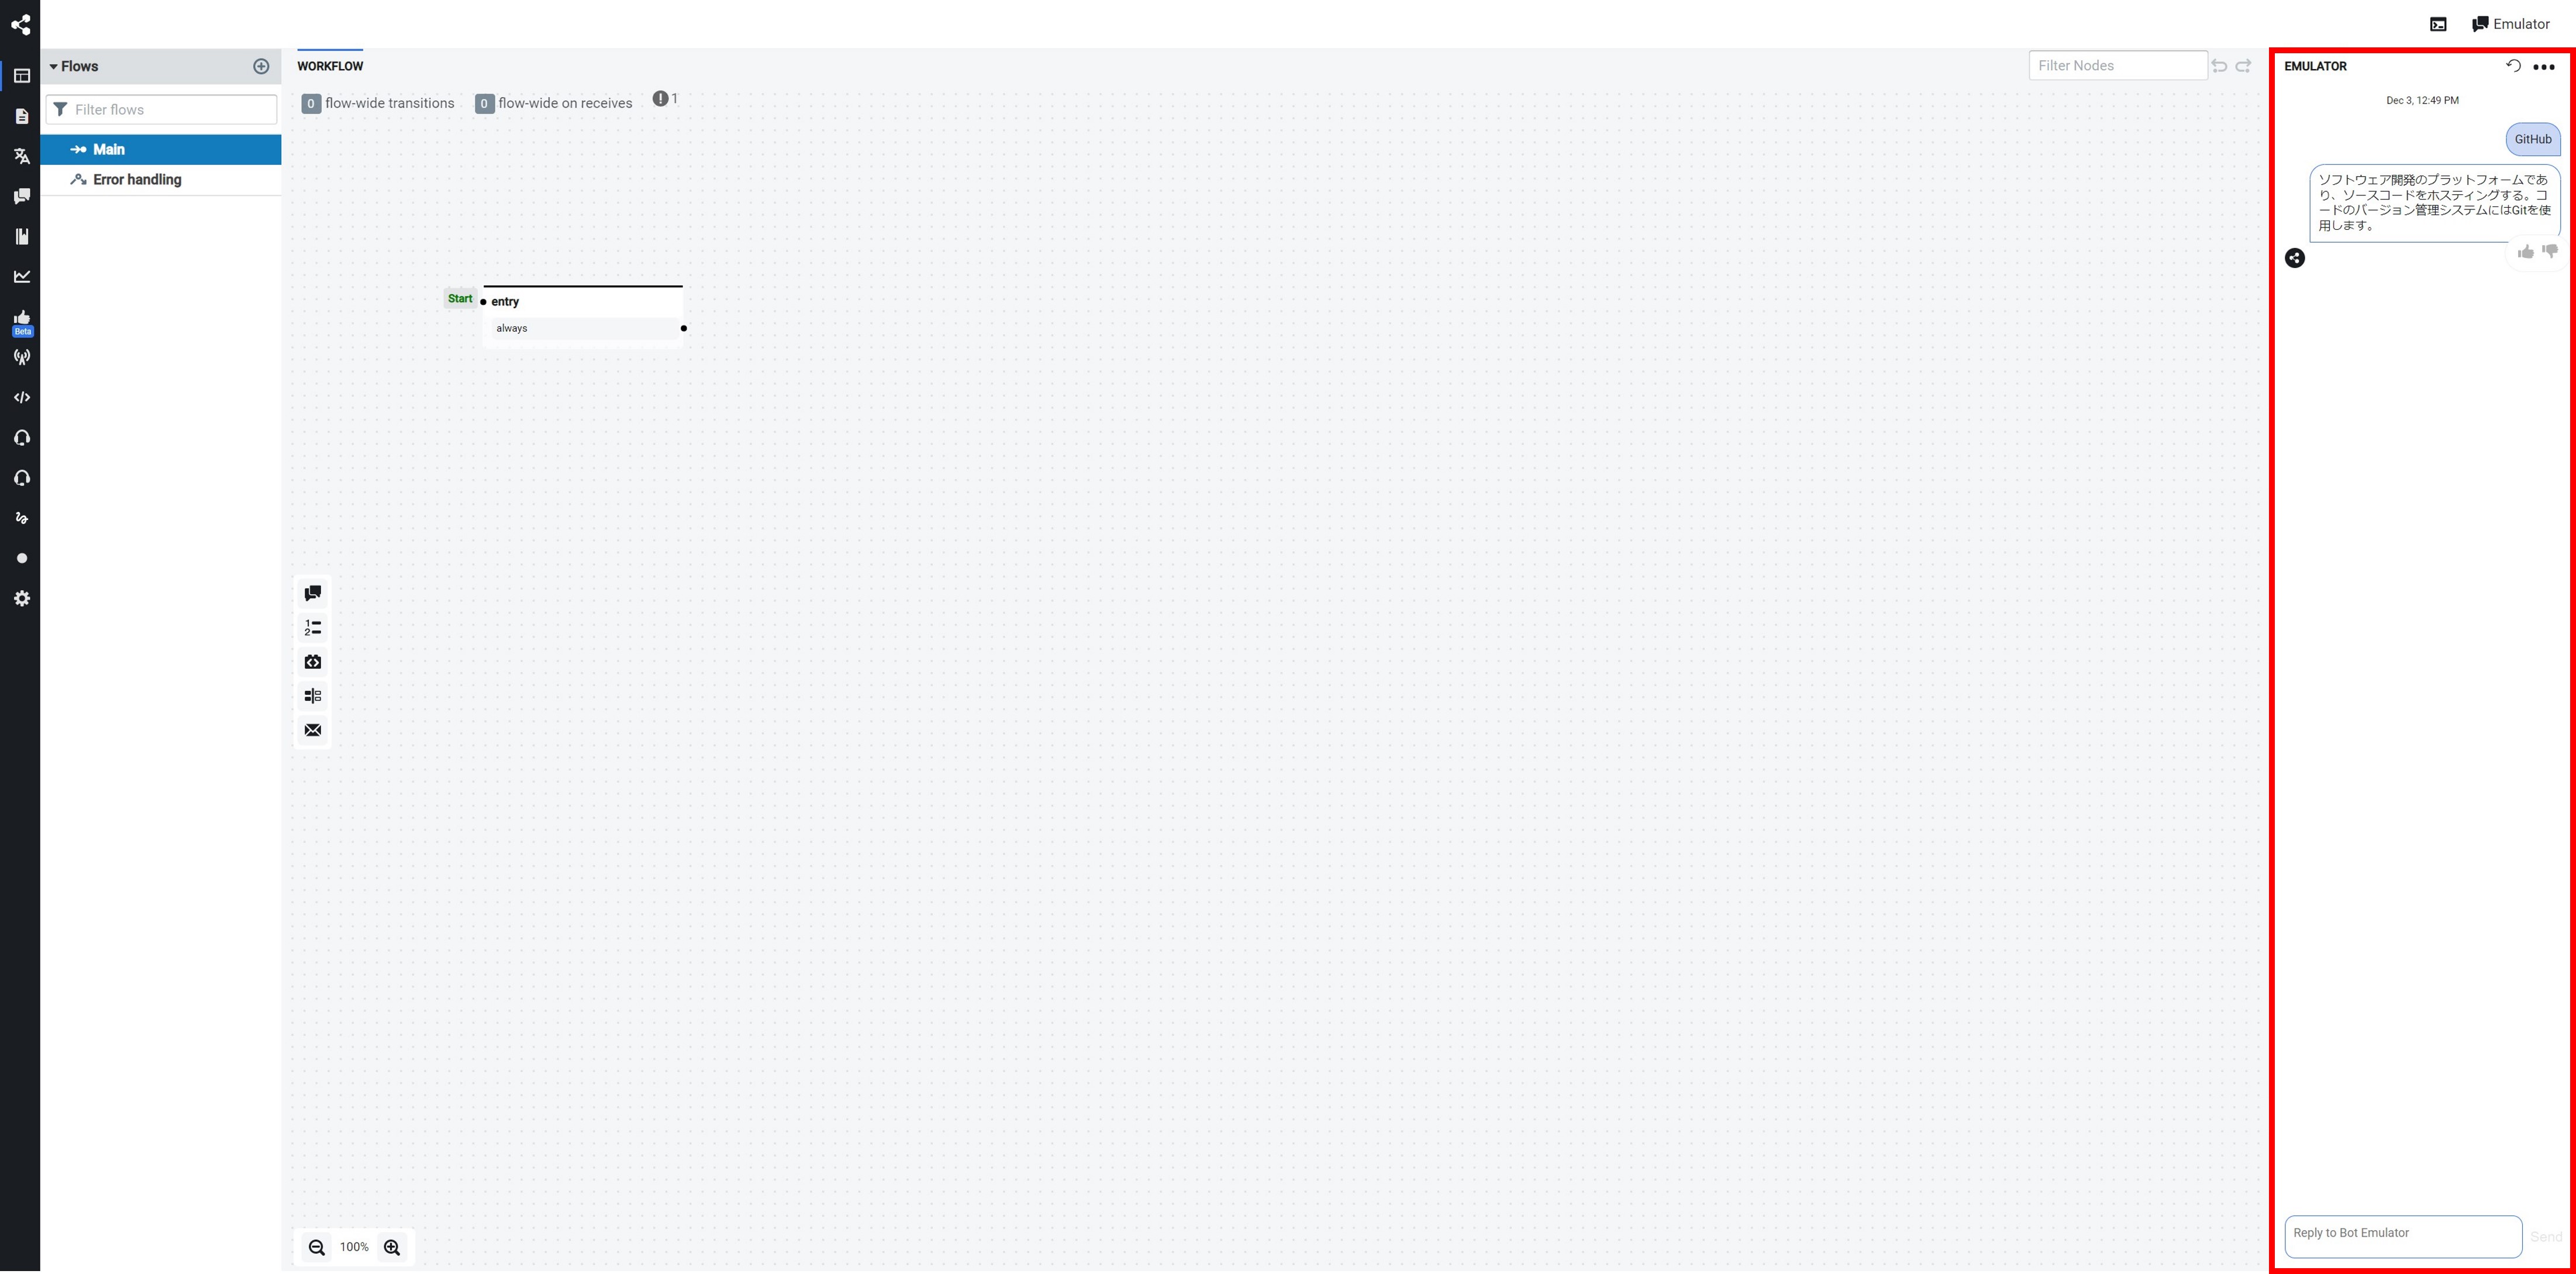 Emulator
Flows
Filter flows
Main
Error handling
Beta
WORKFLOW
Filter Nodes
0 flow-wide transitions 0 flow-wide on receives 1
Start
entry
always
1
2
100%
EMULATOR
Dec 3, 12:49 PM
GitHub
ソフトウェア開発のプラットフォームであ
り、ソースコードをホスティングする。コ
ードのバージョン管理システムにはGitを使
用します。
Reply to Bot Emulator
Send